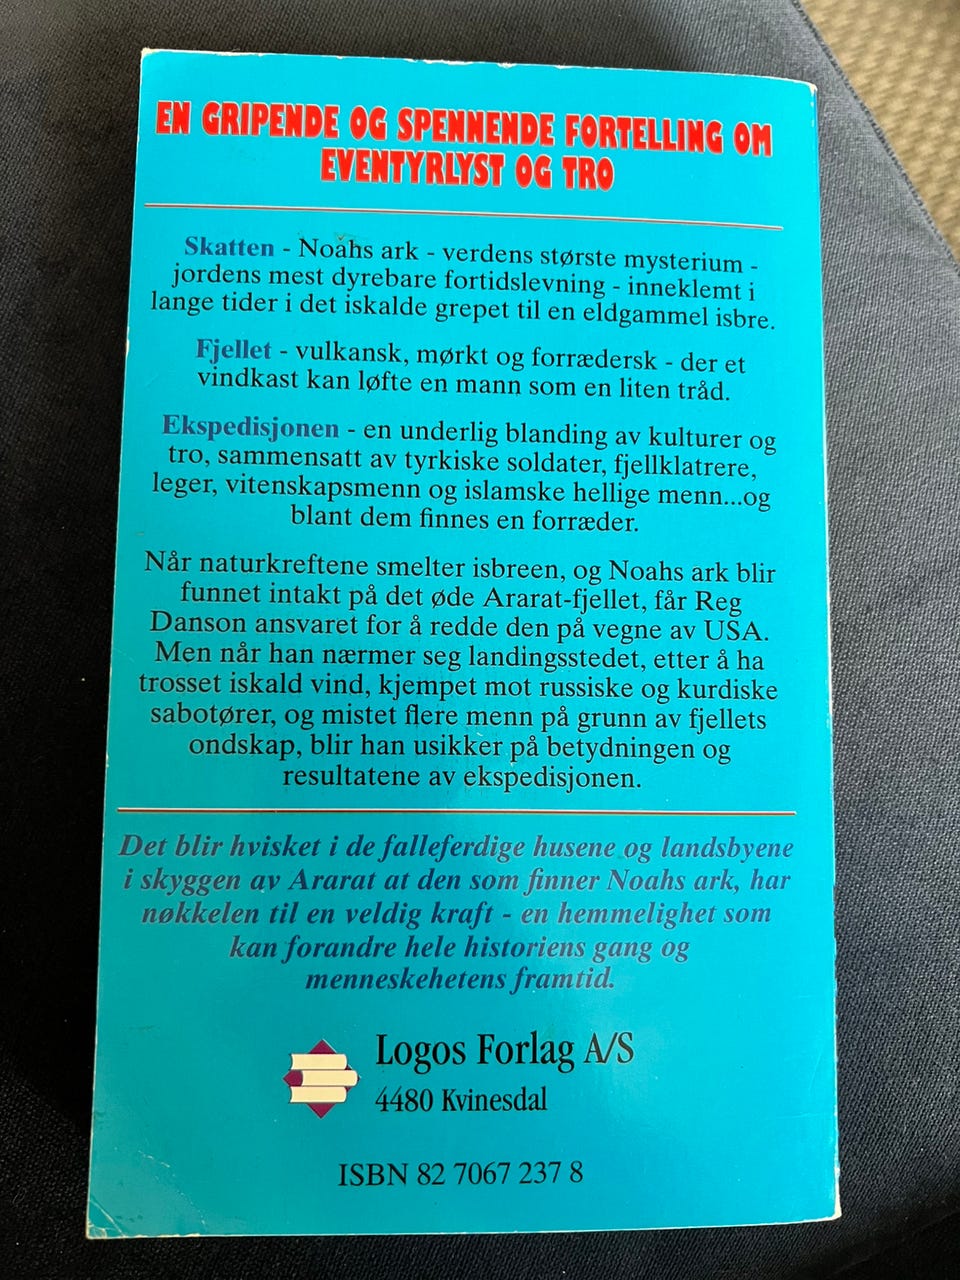 EN GRIPENDE OG SPENNENDE FORTELLING OM
EVENTYRLYST OG TRO
Skatten - Noahs ark - verdens største mysterium -
jordens mest dyrebare fortidslevning - inneklemt i
lange tider i det iskalde grepet til en eldgammel isbre.
Fjellet - vulkansk, mørkt og forrædersk - der et
vindkast kan løfte en mann som en liten tråd.
Ekspedisjonen - en underlig blanding av kulturer og
tro, sammensatt av tyrkiske soldater, fjellklatrere,
leger, vitenskapsmenn og islamske hellige menn...og
blant dem finnes en forræder.
Når naturkreftene smelter isbreen, og Noahs ark blir
funnet intakt på det øde Ararat-fjellet, får Reg
Danson ansvaret for å redde den på vegne av USA.
Men når han nærmer seg landingsstedet, etter å ha
trosset iskald vind, kjempet mot russiske og kurdiske
sabotører, og mistet flere menn på grunn av fjellets
ondskap, blir han usikker på betydningen og
resultatene av ekspedisjonen.
Det blir hvisket i de falleferdige husene og landsbyene
i skyggen av Ararat at den som finner Noahs ark, har
nøkkelen til en veldig kraft - en hemmelighet som
kan forandre hele historiens gang og
menneskehetens framtid.
Logos Forlag A/S
4480 Kvinesdal
ISBN 82 7067 237 8